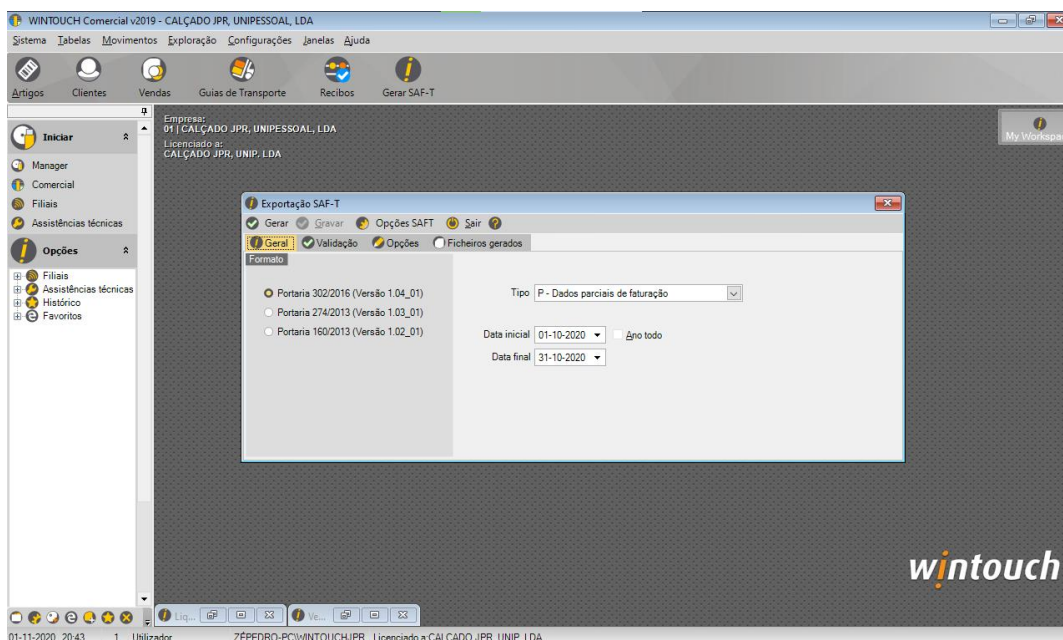 WINTOUCH Comercial v2019 - CALÇADO JPR, UNIPESSOAL, LDA
Sistema Tabelas Movimentos Exploração Configurações Janelas Ajuda
Artigos Clientes Vendas Guias de Transporte Recibos Gerar SAF-T
Empresa:
01 | CALÇADO JPR, UNIPESSOAL, LDA
Licenciado a:
CALÇADO JPR, UNIP. LDA
My Workspa
Iniciar
Manager
Comercial
Filiais
Assistências técnicas
Opções
Filiais
Assistências técnicas
Histórico
Favoritos
Exportação SAF-T
Gerar Gravar Opções SAFT Sair
Geral Validação Opções Ficheiros gerados
Formato
Portaria 302/2016 (Versão 1.04_01)
Portaria 274/2013 (Versão 1.03_01)
Portaria 160/2013 (Versão 1.02_01)
Tipo P - Dados parciais de faturação
Data inicial 01-10-2020 Ano todo
Data final 31-10-2020
wintouch
Liq... Ve...
01-11-2020 20:43 1 Utilizador ZÉPEDRO-PC\WINTOUCHJPR Licenciado a:CALÇADO JPR, UNIP. LDA